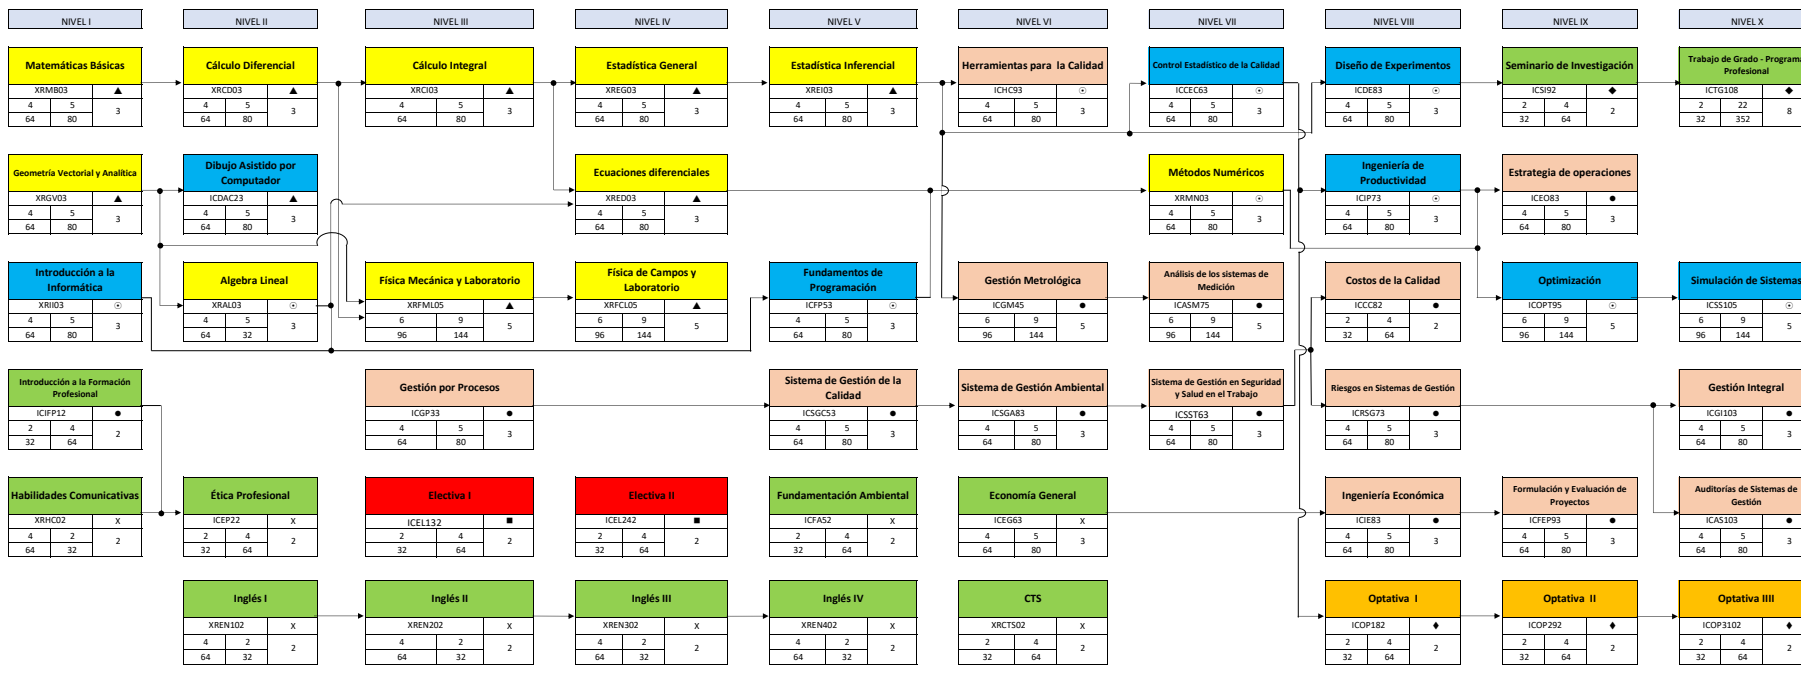 NIVEL I
NIVEL II
NIVEL III
NIVEL IV
NIVEL V
NIVEL VI
NIVEL VII
NIVEL VIII
NIVEL IX
NIVEL X
Matemáticas Básicas
XRMB03 ▲
4 5
3
64 80
Cálculo Diferencial
XRCD03 ▲
4 5
3
64 80
Cálculo Integral
XRCI03 ▲
4 5
3
64 80
Estadística General
XREG03 ▲
4 5
3
64 80
Estadística Inferencial
XREI03 ▲
4 5
3
64 80
Herramientas para la Calidad
ICHC93 ☉
4 5
3
64 80
Control Estadístico de la Calidad
ICCEC63 ☉
4 5
3
64 80
Diseño de Experimentos
ICDE83 ☉
4 5
3
64 80
Seminario de Investigación
ICSI92 ◆
2 4
2
32 64
Trabajo de Grado - Programa
Profesional
ICTG108 ◆
2 22
8
32 352
Geometría Vectorial y Analítica
XRGV03 ▲
4 5
3
64 80
Dibujo Asistido por
Computador
ICDAC23 ▲
4 5
3
64 80
Ecuaciones diferenciales
XRED03 ▲
4 5
3
64 80
Métodos Numéricos
XRMN03 ☉
4 5
3
64 80
Ingeniería de
Productividad
ICIP73 ☉
4 5
3
64 80
Estrategia de operaciones
ICEO83 ●
4 5
3
64 80
Introducción a la
Informática
XRII03 ☉
4 5
3
64 80
Algebra Lineal
XRAL03 ☉
4 5
3
64 32
Física Mecánica y Laboratorio
XRFML05 ▲
6 9
5
96 144
Física de Campos y
Laboratorio
XRFCL05 ▲
6 9
5
96 144
Fundamentos de
Programación
ICFP53 ☉
4 5
3
64 80
Gestión Metrológica
ICGM45 ●
6 9
5
96 144
Análisis de los sistemas de
Medición
ICASM75 ●
6 9
5
96 144
Costos de la Calidad
ICCC82 ●
2 4
2
32 64
Optimización
ICOPT95 ☉
6 9
5
96 144
Simulación de Sistemas
ICSS105 ☉
6 9
5
96 144
Introducción a la Formación
Profesional
ICIFP12 ●
2 4
2
32 64
Gestión por Procesos
ICGP33 ●
4 5
3
64 80
Sistema de Gestión de la
Calidad
ICSGC53 ●
4 5
3
64 80
Sistema de Gestión Ambiental
ICSGA83 ●
4 5
3
64 80
Sistema de Gestión en Seguridad
y Salud en el Trabajo
ICSST63 ●
4 5
3
64 80
Riesgos en Sistemas de Gestión
ICRSG73 ●
4 5
3
64 80
Gestión Integral
ICGI103 ●
4 5
3
64 80
Habilidades Comunicativas
XRHC02 X
4 2
2
64 32
Ética Profesional
ICEP22 X
2 4
2
32 64
Electiva I
ICEL132 ■
2 4
2
32 64
Electiva II
ICEL242 ■
2 4
2
32 64
Fundamentación Ambiental
ICFA52 X
2 4
2
32 64
Economía General
ICEG63 X
4 5
3
64 80
Ingeniería Económica
ICIE83 ●
4 5
3
64 80
Formulación y Evaluación de
Proyectos
ICFEP93 ●
4 5
3
64 80
Auditorías de Sistemas de
Gestión
ICAS103 ●
4 5
3
64 80
Inglés I
XREN102 X
4 2
2
64 32
Inglés II
XREN202 X
4 2
2
64 32
Inglés III
XREN302 X
4 2
2
64 32
Inglés IV
XREN402 X
4 2
2
64 32
CTS
XRCTS02 X
2 4
2
32 64
Optativa I
ICOP182 ♦
2 4
2
32 64
Optativa II
ICOP292 ♦
2 4
2
32 64
Optativa IIII
ICOP3102 ♦
2 4
2
32 64